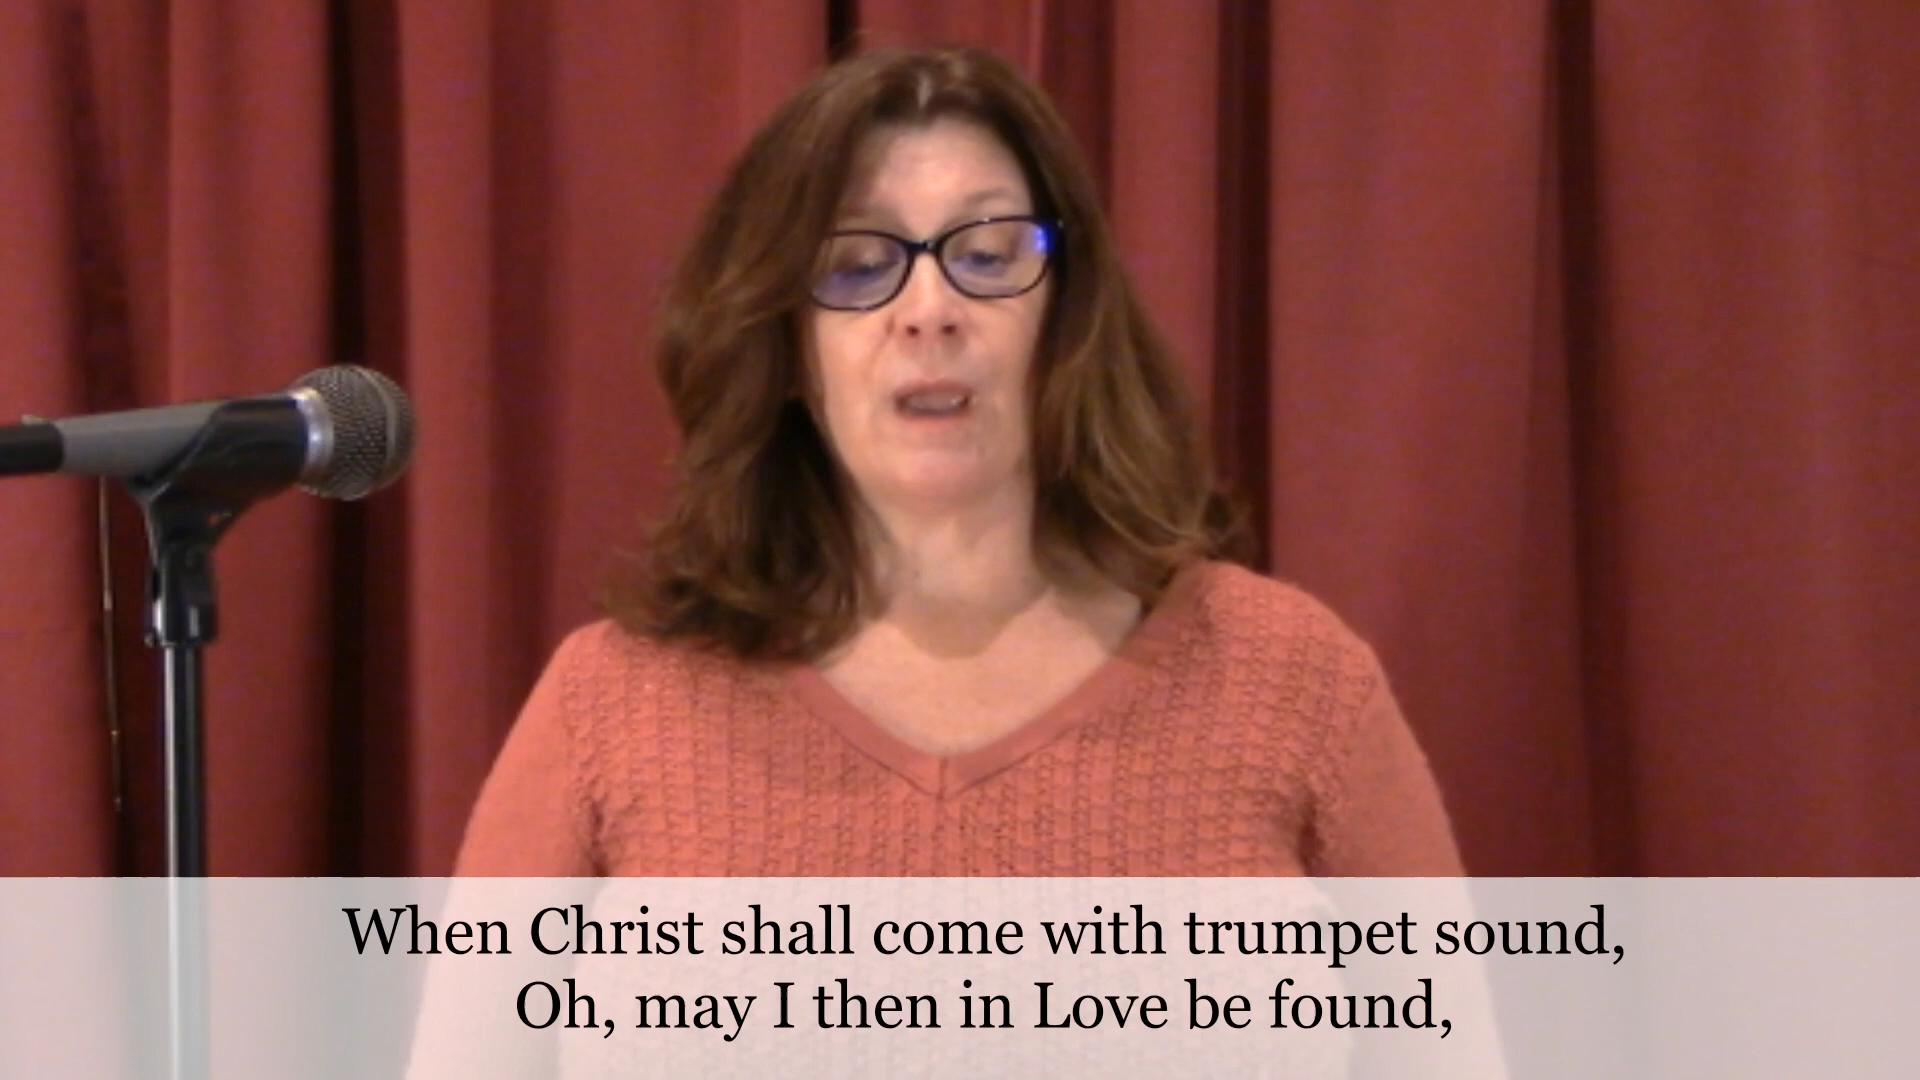 When Christ shall come with trumpet sound,
Oh, may I then in Love be found,